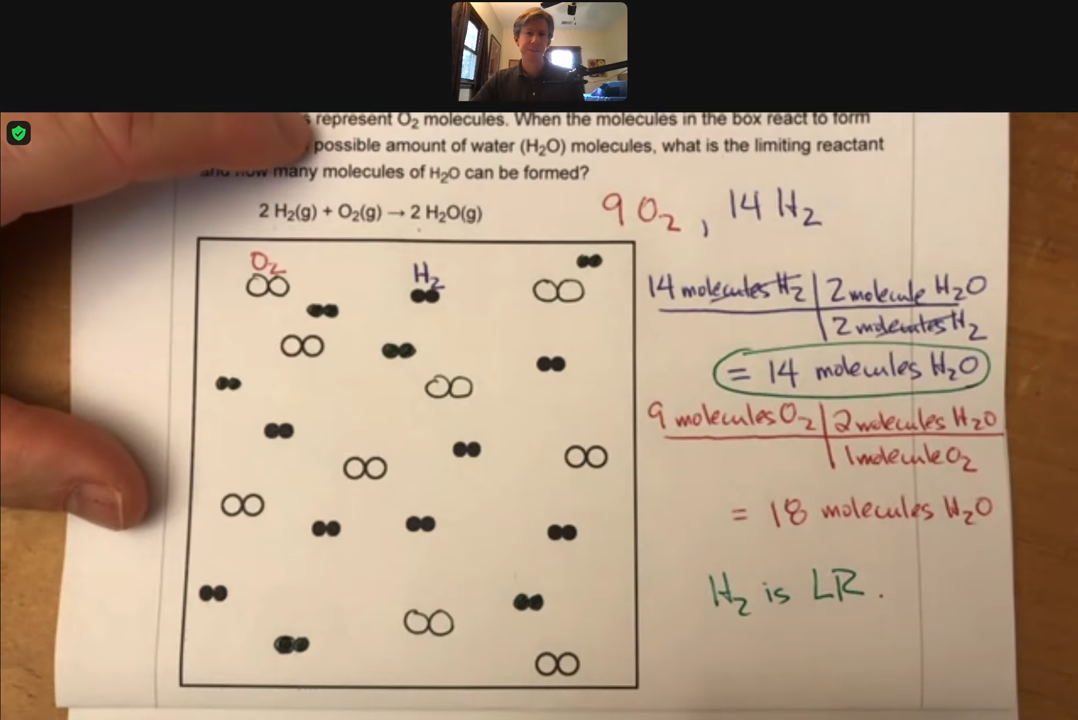 represent O₂ molecules. When the molecules in the box react to form
possible amount of water (H₂O) molecules, what is the limiting reactant
many molecules of H₂O can be formed?
2 H₂(g) + O₂(g) → 2 H₂O(g)
9 O₂, 14 H₂
O₂
H₂
14 molecules H₂ | 2 molecule H₂O
2 molecules H₂
= 14 molecules H₂O
9 molecules O₂ | 2 molecules H₂O
1 molecule O₂
= 18 molecules H₂O
H₂ is LR.